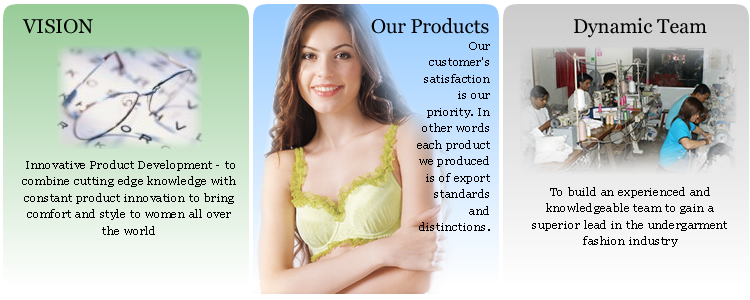 VISION
Innovative Product Development - to
combine cutting edge knowledge with
constant product innovation to bring
comfort and style to women all over
the world
Our Products
Our
customer's
satisfaction
is our
priority. In
other words
each product
we produced
is of export
standards
and
distinctions.
Dynamic Team
To build an experienced and
knowledgeable team to gain a
superior lead in the undergarment
fashion industry